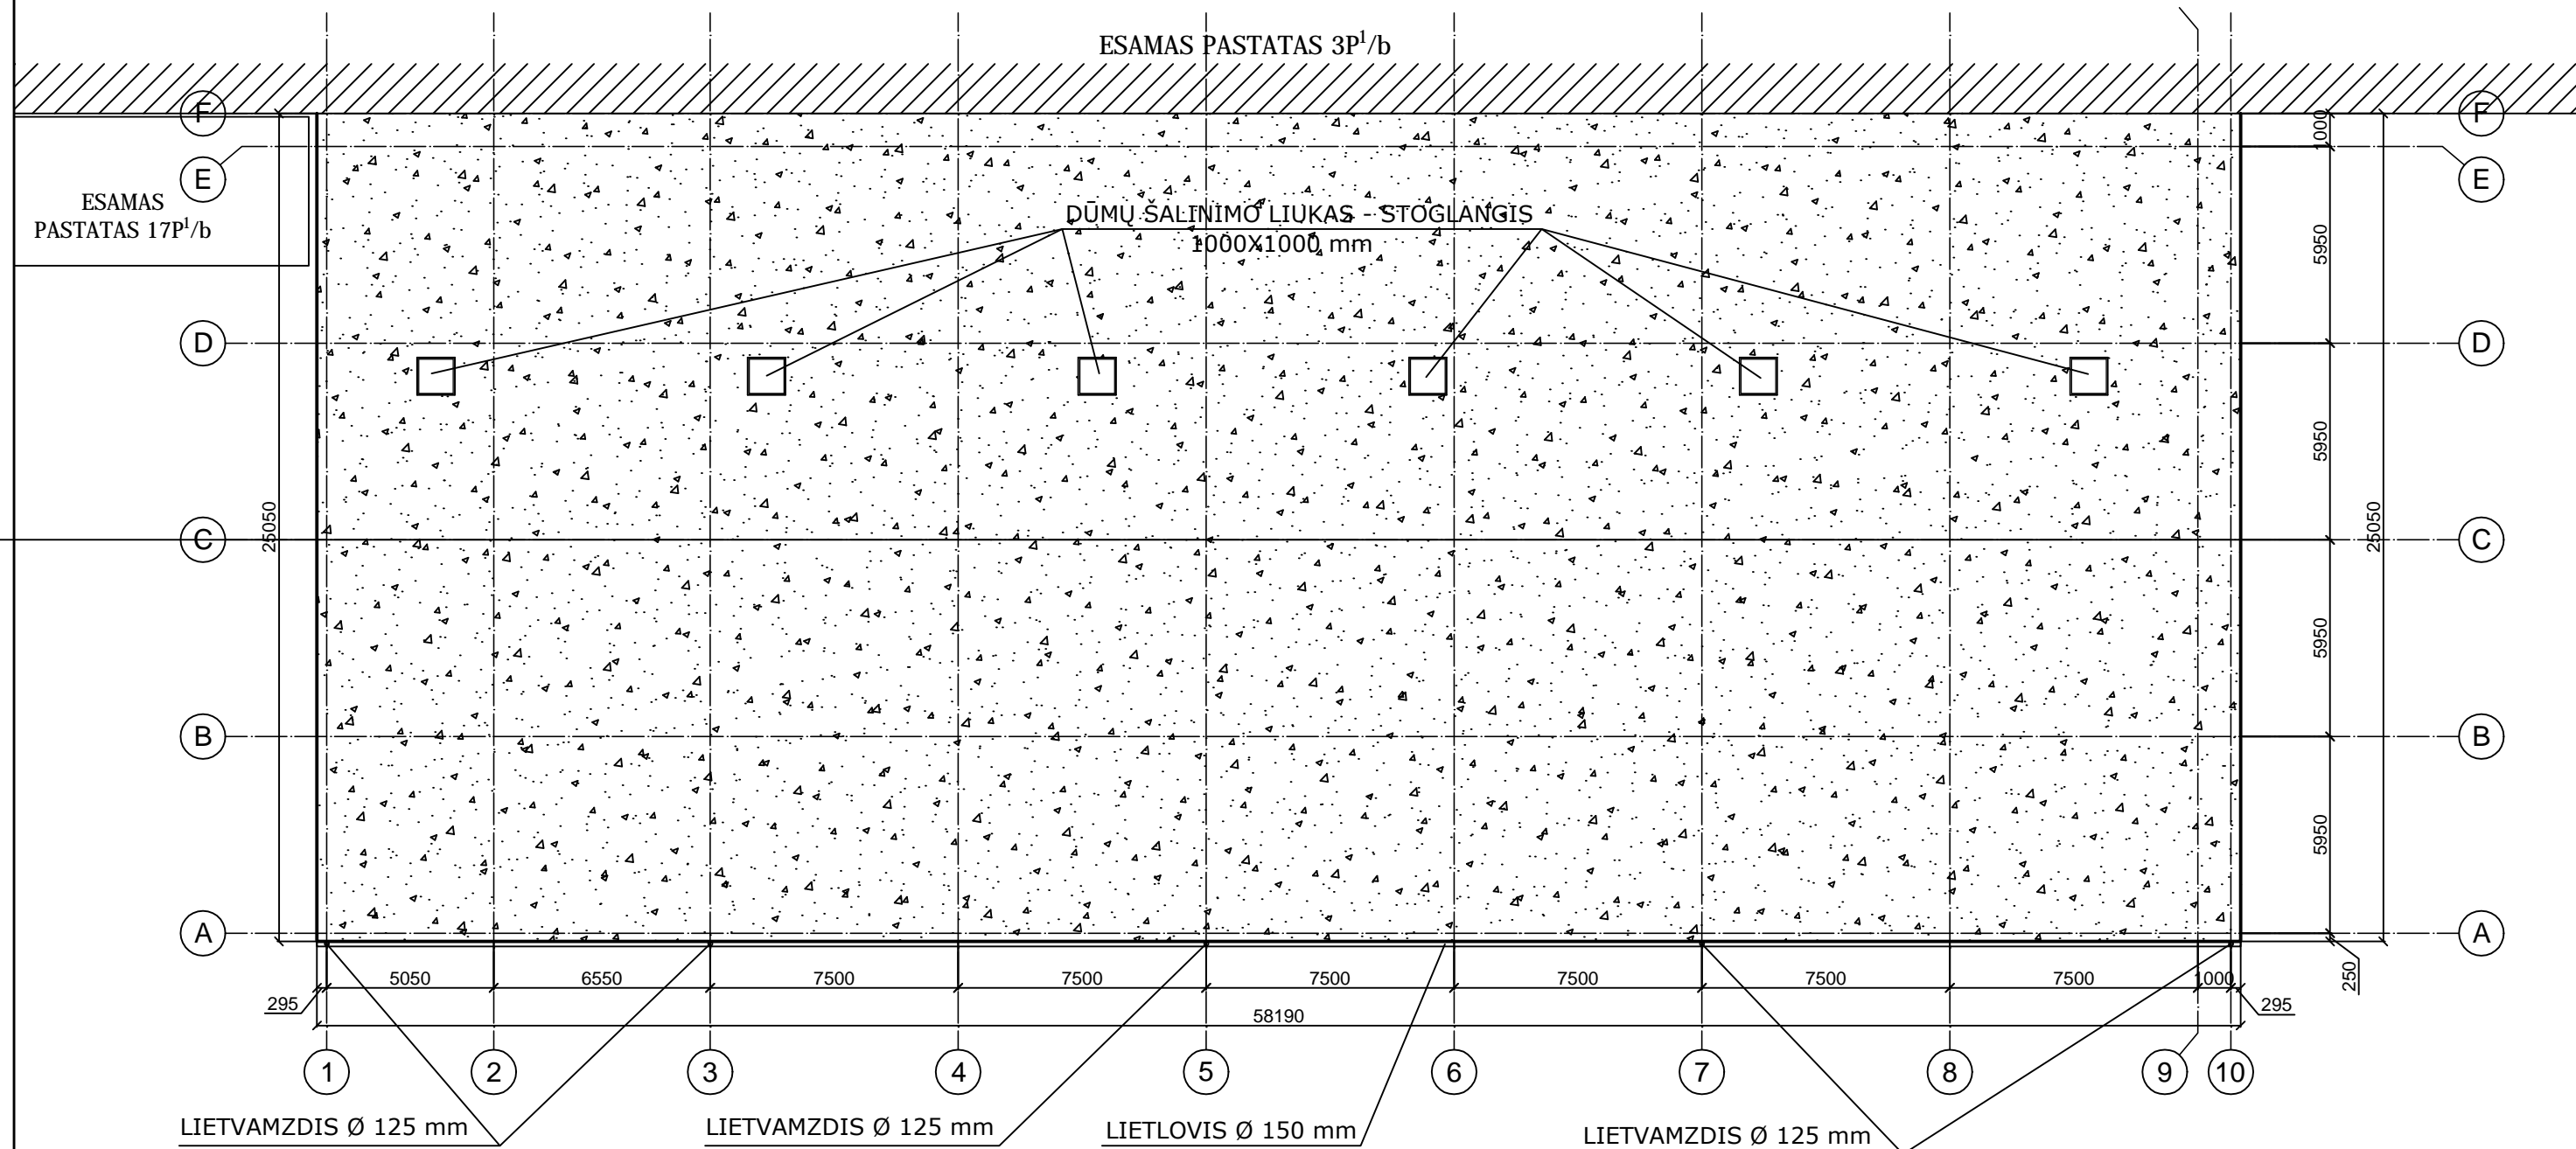 ESAMAS PASTATAS 3P¹/b
F
F
1000
E
E
ESAMAS
PASTATAS 17P¹/b
DŪMŲ ŠALINIMO LIUKAS - STOGLANGIS
1000X1000 mm
5950
D
D
5950
25050
25050
C
C
5950
B
B
5950
A
A
250
5050
6550
7500
7500
7500
7500
7500
7500
1000
295
295
58190
1
2
3
4
5
6
7
8
9
10
LIETVAMZDIS Ø 125 mm
LIETVAMZDIS Ø 125 mm
LIETLOVIS Ø 150 mm
LIETVAMZDIS Ø 125 mm